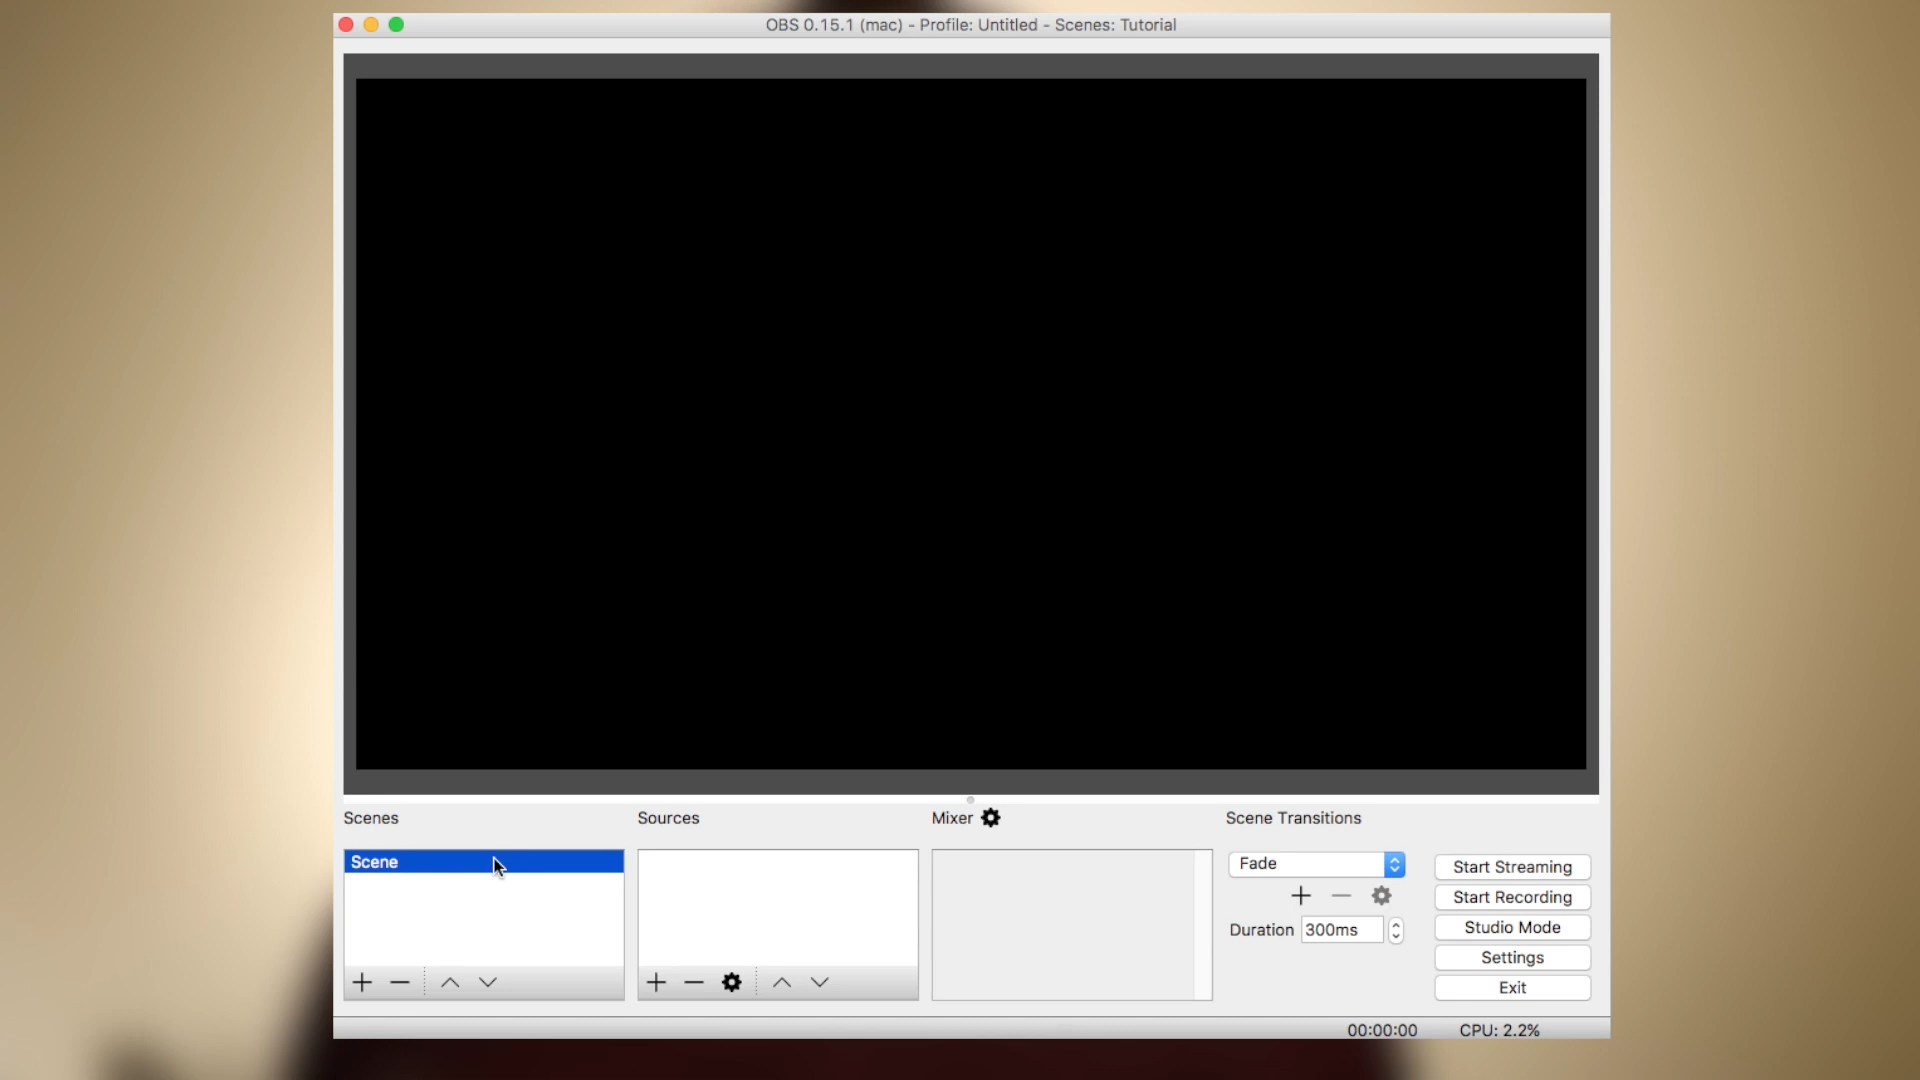 OBS 0.15.1 (mac) - Profile: Untitled - Scenes: Tutorial
Scenes
Sources
Mixer
Scene Transitions
Scene
Fade
Duration 300ms
Start Streaming
Start Recording
Studio Mode
Settings
Exit
00:00:00 CPU: 2.2%